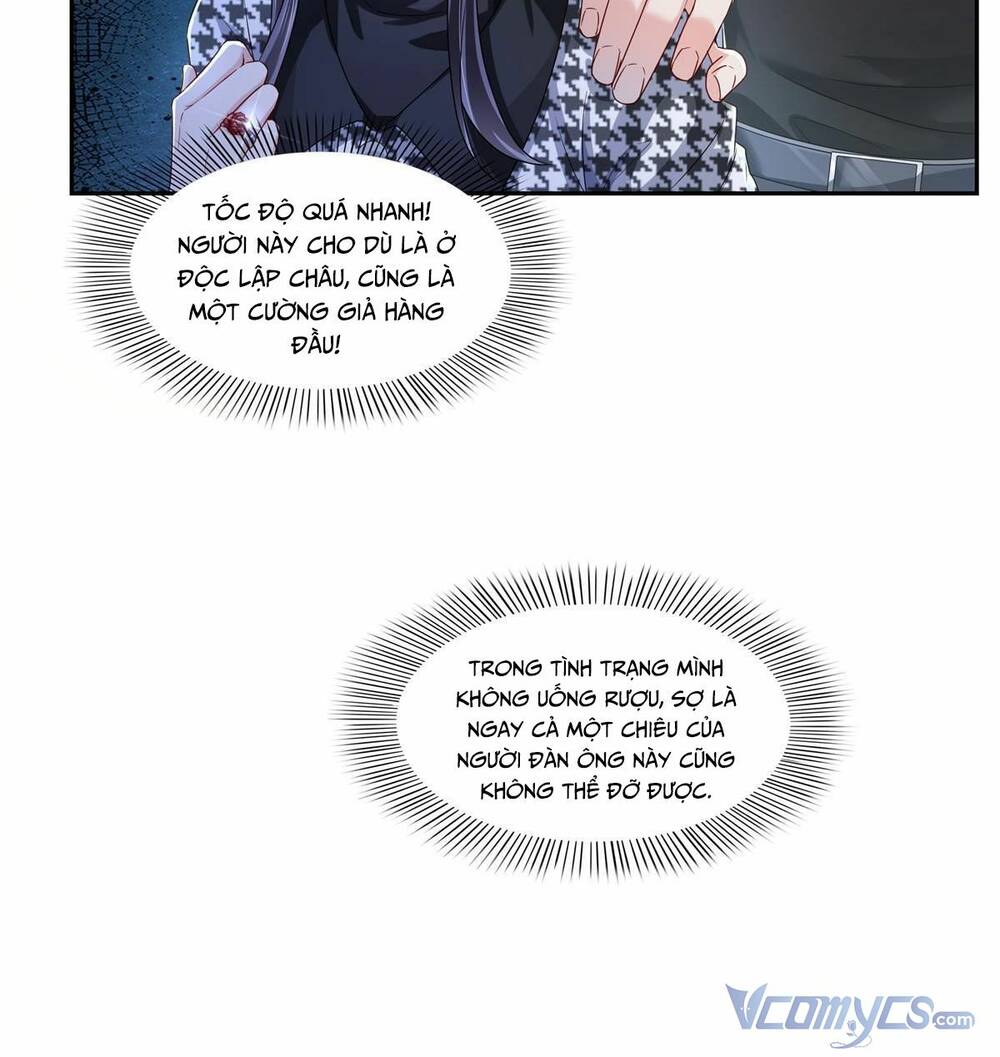 TỐC ĐỘ QUÁ NHANH!
NGƯỜI NÀY CHO DÙ LÀ Ở
ĐỘC LẬP CHÂU, CŨNG LÀ
MỘT CƯỜNG GIẢ HÀNG
ĐẦU!
TRONG TÌNH TRẠNG MÌNH
KHÔNG UỐNG RƯỢU, SỢ LÀ
NGAY CẢ MỘT CHIÊU CỦA
NGƯỜI ĐÀN ÔNG NÀY CŨNG
KHÔNG THỂ ĐỠ ĐƯỢC.
VCOMYCS.com